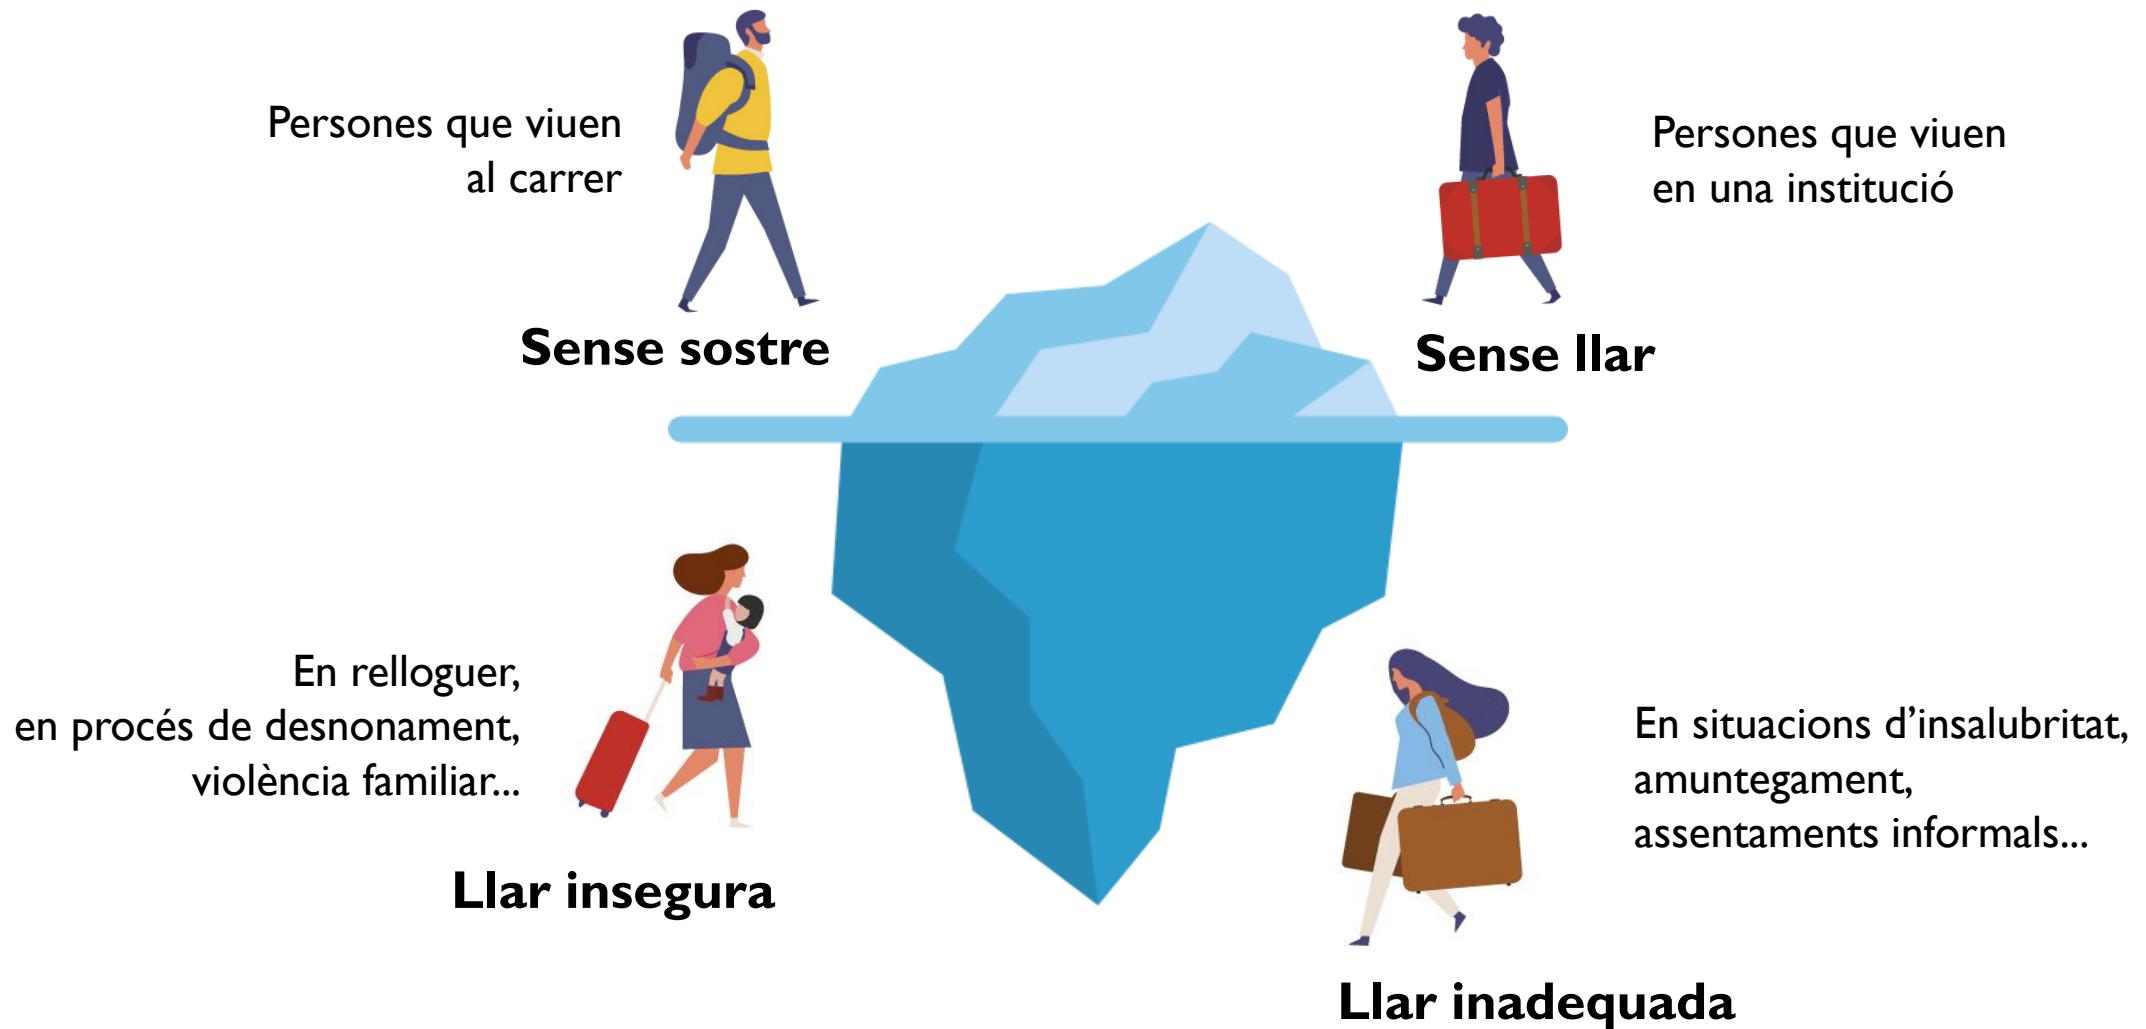 Persones que viuen
al carrer
Sense sostre
Persones que viuen
en una institució
Sense llar
En relloguer,
en procés de desnonament,
violència familiar...
Llar insegura
En situacions d’insalubritat,
amuntegament,
assentaments informals...
Llar inadequada